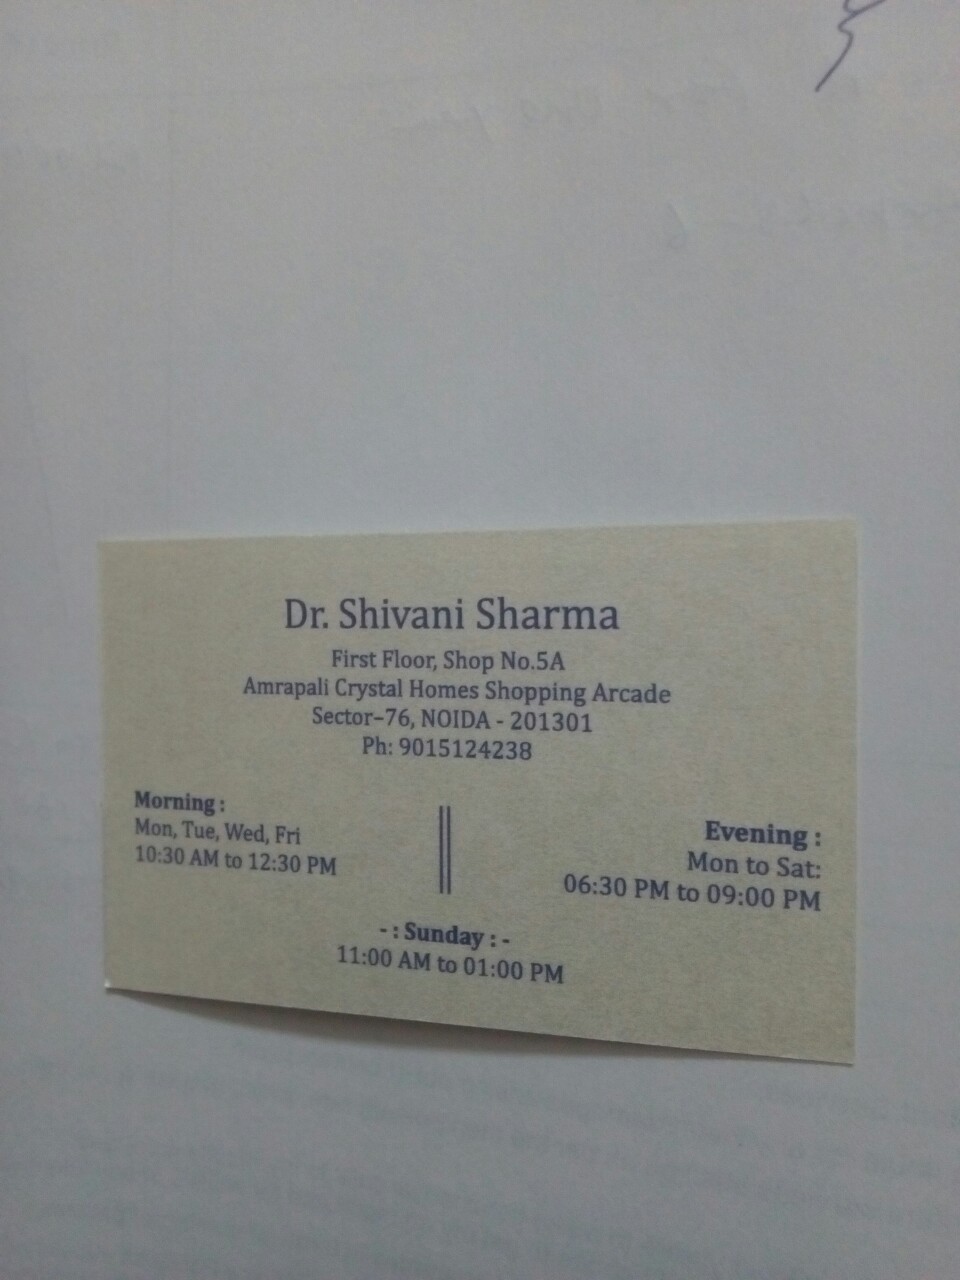 Dr. Shivani Sharma
First Floor, Shop No.5A
Amrapali Crystal Homes Shopping Arcade
Sector–76, NOIDA - 201301
Ph: 9015124238
Morning :
Mon, Tue, Wed, Fri
10:30 AM to 12:30 PM
Evening :
Mon to Sat:
06:30 PM to 09:00 PM
- : Sunday : -
11:00 AM to 01:00 PM